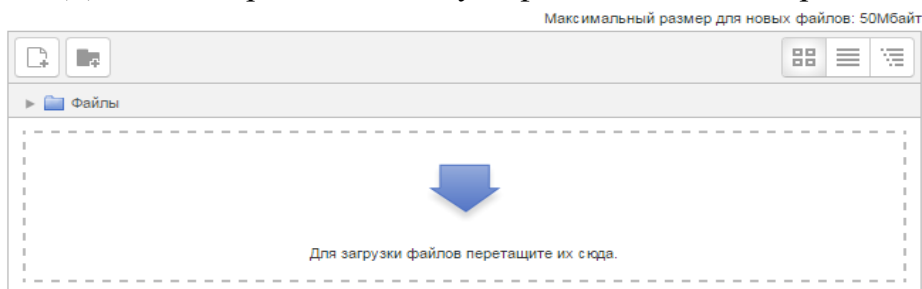 Максимальный размер для новых файлов: 50Мбайт
Файлы
Для загрузки файлов перетащите их сюда.